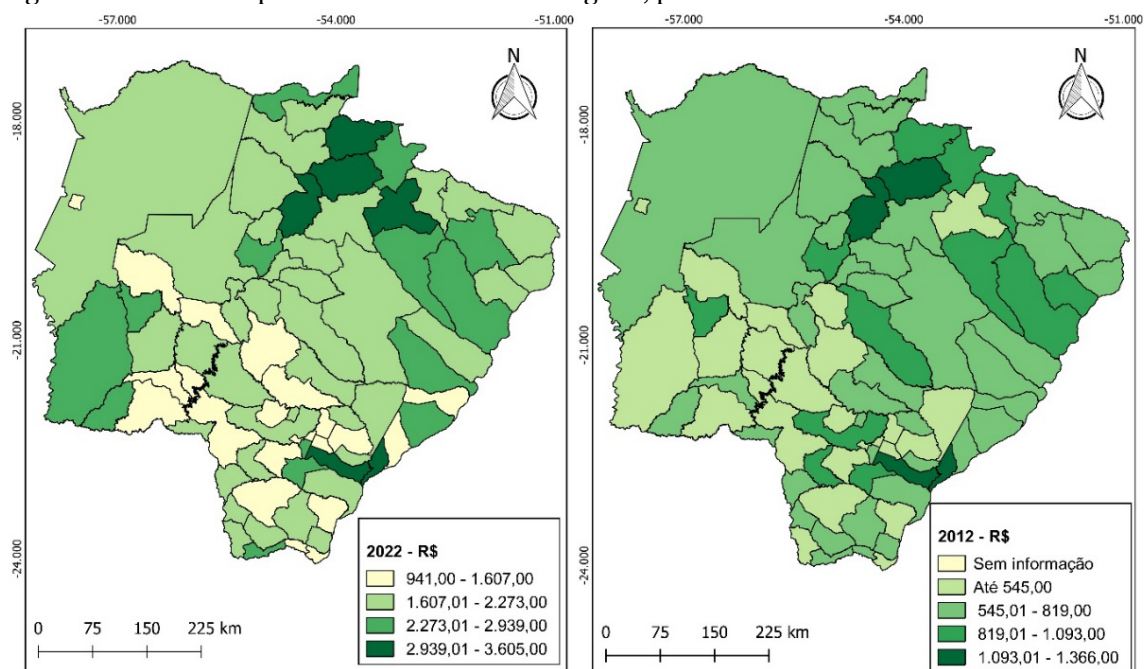 -57.000 -54.000 -51.000
-57.000 -54.000 -51.000
N
N
-18.000
-18.000
-21.000
-21.000
-24.000
-24.000
2022 - R$
941,00 - 1.607,00
1.607,01 - 2.273,00
2.273,01 - 2.939,00
2.939,01 - 3.605,00
0 75 150 225 km
2012 - R$
Sem informação
Até 545,00
545,01 - 819,00
819,01 - 1.093,00
1.093,01 - 1.366,00
0 75 150 225 km